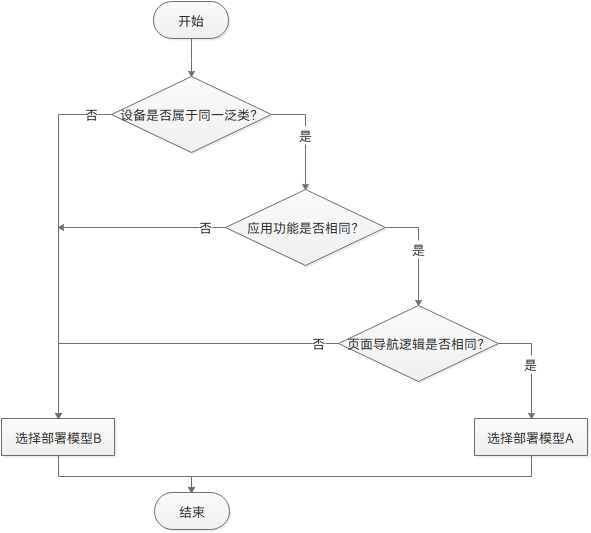 开始
设备是否属于同一泛类?
否
是
应用功能是否相同?
否
是
页面导航逻辑是否相同?
否
是
选择部署模型B
选择部署模型A
结束